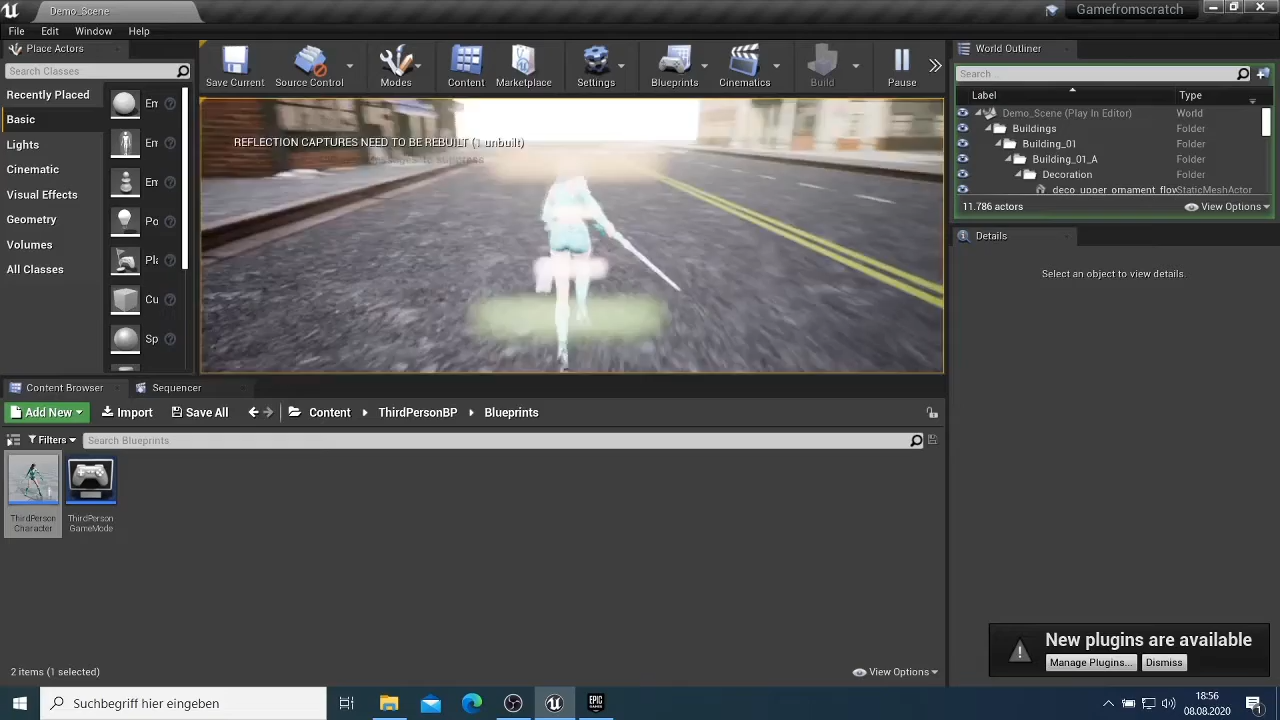 Demo_Scene
Gamefromscratch
File Edit Window Help
Place Actors
Search Classes
Recently Placed
Basic
Lights
Cinematic
Visual Effects
Geometry
Volumes
All Classes
Save Current
Source Control
Modes
Content
Marketplace
Settings
Blueprints
Cinematics
Build
Pause
REFLECTION CAPTURES NEED TO BE REBUILT (1 unbuilt)
World Outliner
Search...
Label Type
Demo_Scene (Play In Editor) World
Buildings Folder
Building_01 Folder
Building_01_A Folder
Decoration Folder
deco_upper_ornament_flow StaticMeshActor
11.786 actors
View Options
Details
Select an object to view details.
Content Browser
Sequencer
Add New Import Save All Content ThirdPersonBP Blueprints
Filters Search Blueprints
ThirdPerson
Character
ThirdPerson
GameMode
2 items (1 selected)
View Options
New plugins are available
Manage Plugins... Dismiss
Suchbegriff hier eingeben
EPIC
GAMES
18:56
08.08.2020